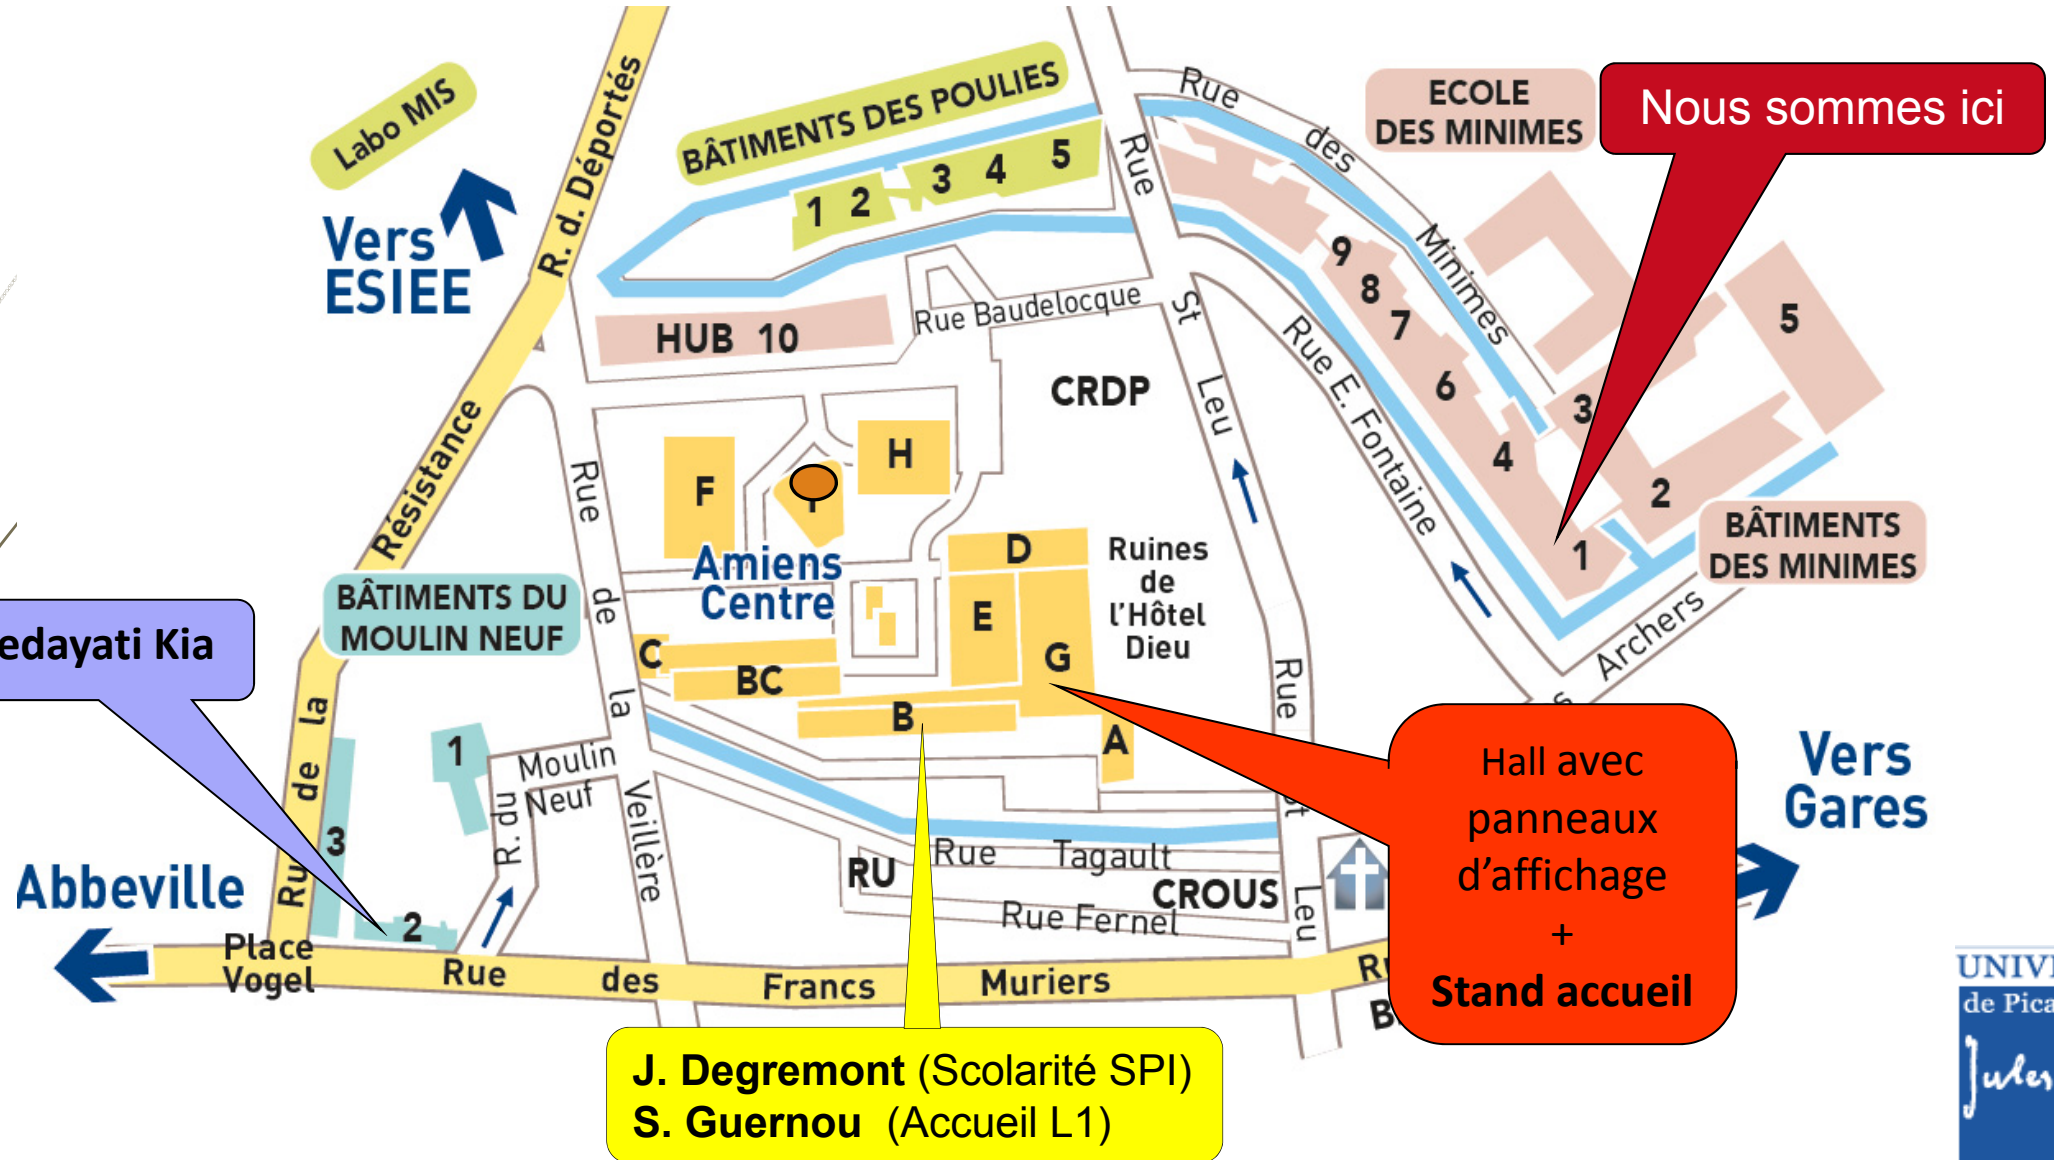 Labo MIS
Vers
ESIEE
R. d. Déportés
BÂTIMENTS DES POULIES
1 2 3 4 5
Rue des Minimes
ECOLE
DES MINIMES
Nous sommes ici
HUB 10
Rue Baudelocque
CRDP
Rue St Leu
Rue E. Fontaine
9
8
7
6
5
4
3
2
1
BÂTIMENTS
DES MINIMES
Archers
Rue de la Résistance
Rue de la Veillère
F
H
I
Amiens
Centre
D
E
G
C
BC
B
A
Ruines
de
l'Hôtel
Dieu
Rue St Leu
BÂTIMENTS DU
MOULIN NEUF
edayati Kia
1
3
2
R. du Moulin
Neuf
Abbeville
Place
Vogel
Rue des Francs Muriers
RU
Rue Tagault
CROUS
Rue Fernel
Hall avec
panneaux
d'affichage
+
Stand accueil
Vers
Gares
J. Degremont (Scolarité SPI)
S. Guernou (Accueil L1)
UNIV
de Pica
Jules